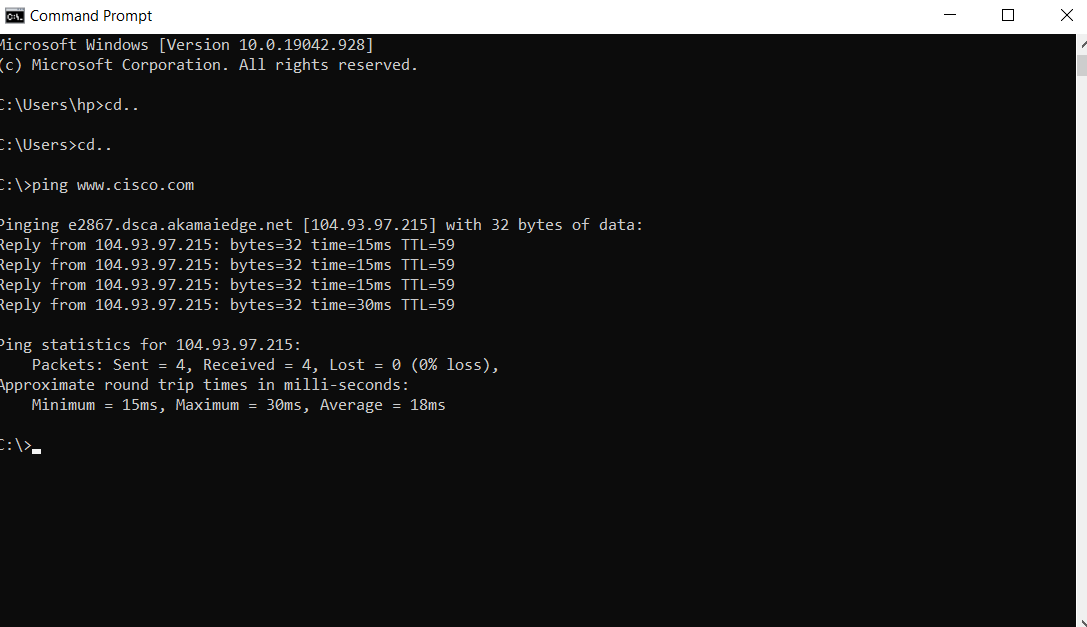 Command Prompt
Microsoft Windows [Version 10.0.19042.928]
(c) Microsoft Corporation. All rights reserved.
C:\Users\hp>cd..
C:\Users>cd..
C:\>ping www.cisco.com
Pinging e2867.dsca.akamaiedge.net [104.93.97.215] with 32 bytes of data:
Reply from 104.93.97.215: bytes=32 time=15ms TTL=59
Reply from 104.93.97.215: bytes=32 time=15ms TTL=59
Reply from 104.93.97.215: bytes=32 time=15ms TTL=59
Reply from 104.93.97.215: bytes=32 time=30ms TTL=59
Ping statistics for 104.93.97.215:
    Packets: Sent = 4, Received = 4, Lost = 0 (0% loss),
Approximate round trip times in milli-seconds:
    Minimum = 15ms, Maximum = 30ms, Average = 18ms
C:\>